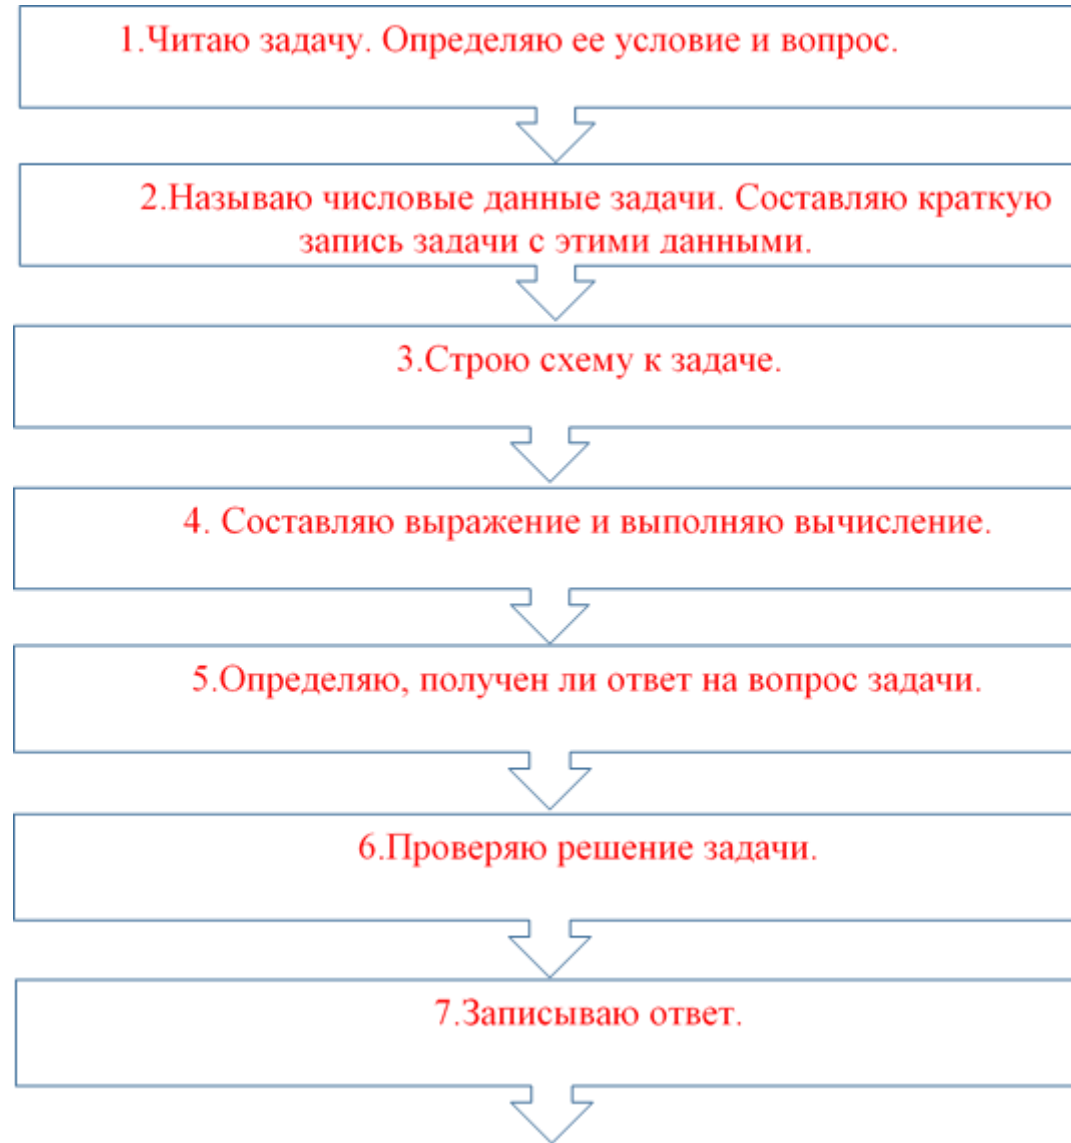 1.Читаю задачу. Определяю ее условие и вопрос.
2.Называю числовые данные задачи. Составляю краткую
запись задачи с этими данными.
3.Строю схему к задаче.
4. Составляю выражение и выполняю вычисление.
5.Определяю, получен ли ответ на вопрос задачи.
6.Проверяю решение задачи.
7.Записываю ответ.